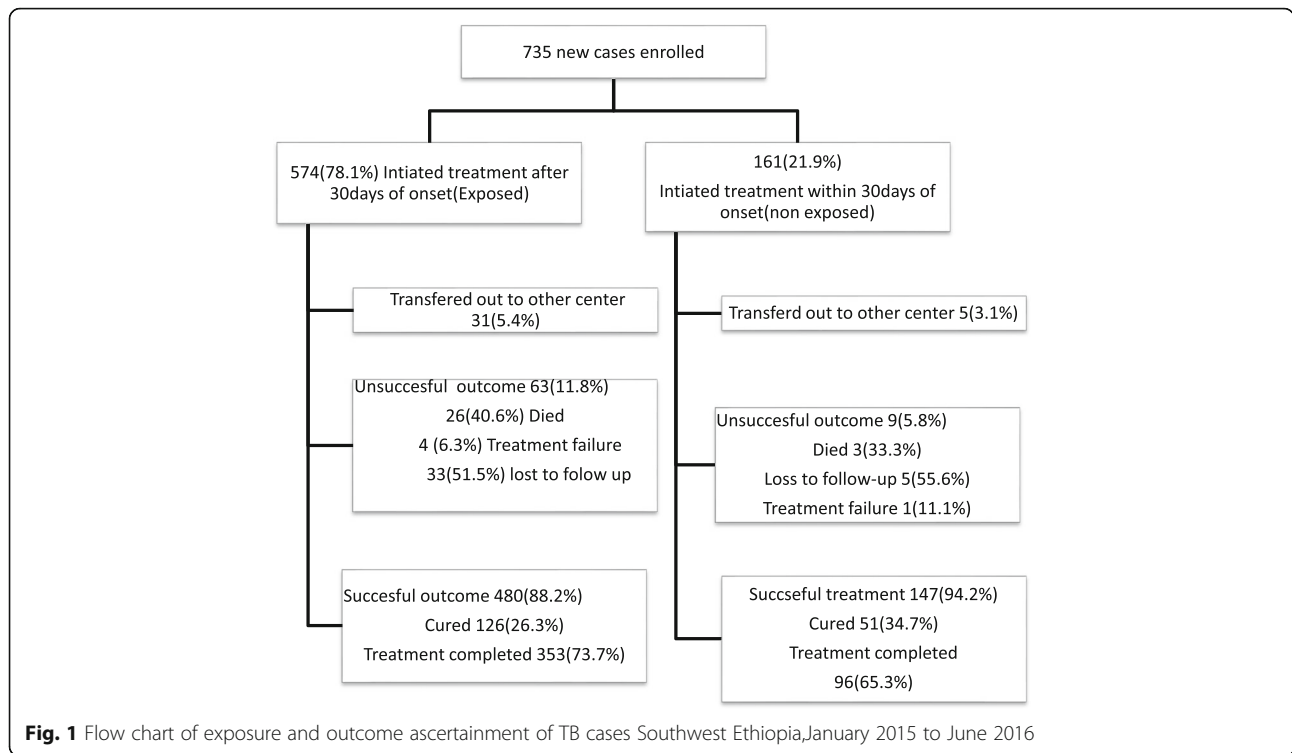 735 new cases enrolled
574(78.1%) Intiated treatment after
30days of onset(Exposed)
161(21.9%)
Intiated treatment within 30days of
onset(non exposed)
Transfered out to other center
31(5.4%)
Transferd out to other center 5(3.1%)
Unsuccesful outcome 63(11.8%)
26(40.6%) Died
4 (6.3%) Treatment failure
33(51.5%) lost to folow up
Unsuccesful outcome 9(5.8%)
Died 3(33.3%)
Loss to follow-up 5(55.6%)
Treatment failure 1(11.1%)
Succesful outcome 480(88.2%)
Cured 126(26.3%)
Treatment completed 353(73.7%)
Succseful treatment 147(94.2%)
Cured 51(34.7%)
Treatment completed
96(65.3%)
Fig. 1 Flow chart of exposure and outcome ascertainment of TB cases Southwest Ethiopia,January 2015 to June 2016